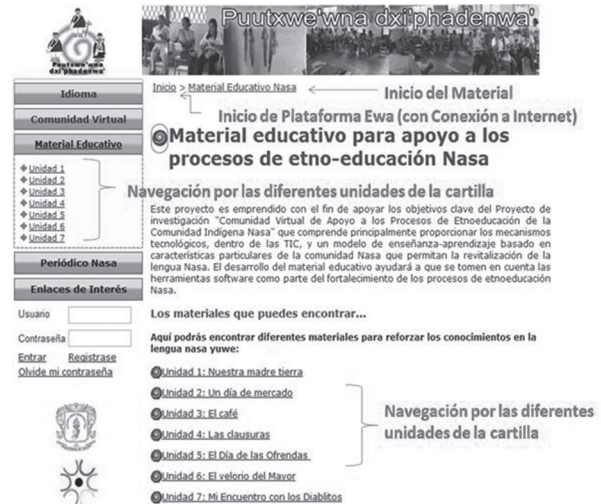 Puutxwe'wna dxi'phadenwa'
Puutxwe'wna
dxi'phadenwa'
Idioma
Comunidad Virtual
Material Educativo
Unidad 1
Unidad 2
Unidad 3
Unidad 4
Unidad 5
Unidad 6
Unidad 7
Periódico Nasa
Enlaces de Interés
Usuario
Contraseña
Entrar Registrase
Olvide mi contraseña
Inicio > Material Educativo Nasa
Inicio del Material
Inicio de Plataforma Ewa (con Conexión a Internet)
Material educativo para apoyo a los
procesos de etno-educación Nasa
Navegación por las diferentes unidades de la cartilla
Este proyecto es emprendido con el fin de apoyar los objetivos clave del Proyecto de
investigación "Comunidad Virtual de Apoyo a los Procesos de Etnoeducación de la
Comunidad Indígena Nasa" que comprende principalmente proporcionar los mecanismos
tecnológicos, dentro de las TIC, y un modelo de enseñanza-aprendizaje basado en
características particulares de la comunidad Nasa que permitan la revitalización de la
lengua Nasa. El desarrollo del material educativo ayudará a que se tomen en cuenta las
herramientas software como parte del fortalecimiento de los procesos de etnoeducación
Nasa.
Los materiales que puedes encontrar...
Aquí podrás encontrar diferentes materiales para reforzar los conocimientos en la
lengua nasa yuwe:
Unidad 1: Nuestra madre tierra
Unidad 2: Un día de mercado
Unidad 3: El café
Unidad 4: Las clausuras
Unidad 5: El Día de las Ofrendas
Unidad 6: El velorio del Mayor
Unidad 7: Mi Encuentro con los Diablitos
Navegación por las diferentes
unidades de la cartilla